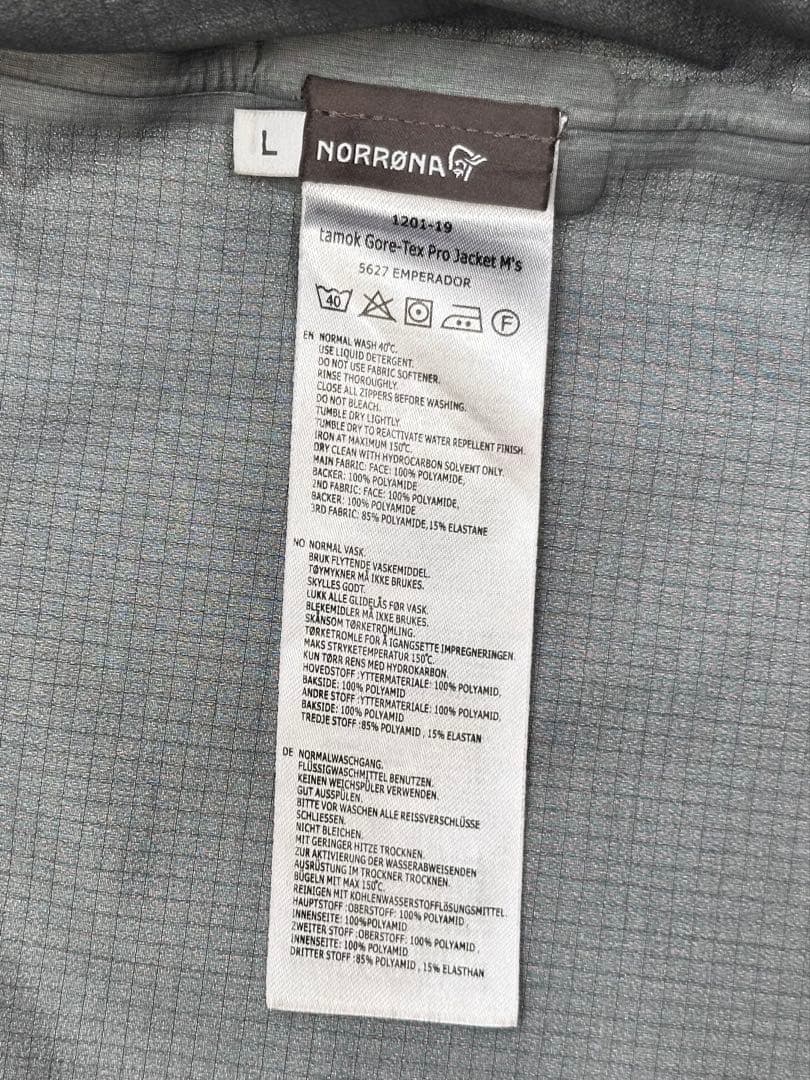 L
NORRØNA
1201-19
tamok Gore-Tex Pro Jacket M's
5627 EMPERADOR
40
F
EN NORMAL WASH 40°C.
USE LIQUID DETERGENT.
DO NOT USE FABRIC SOFTENER.
RINSE THOROUGHLY.
CLOSE ALL ZIPPERS BEFORE WASHING.
DO NOT BLEACH.
TUMBLE DRY LIGHTLY.
TUMBLE DRY TO REACTIVATE WATER REPELLENT FINISH.
IRON AT MAXIMUM 150°C.
DRY CLEAN WITH HYDROCARBON SOLVENT ONLY.
MAIN FABRIC: FACE: 100% POLYAMIDE,
BACKER: 100% POLYAMIDE
2ND FABRIC: FACE: 100% POLYAMIDE,
BACKER: 100% POLYAMIDE
3RD FABRIC: 85% POLYAMIDE, 15% ELASTANE
NO NORMAL VASK.
BRUK FLYTENDE VASKEMIDDEL.
TØYMYKNER MÅ IKKE BRUKES.
SKYLLES GODT.
LUKK ALLE GLIDELÅS FØR VASK.
BLEKEMIDLER MÅ IKKE BRUKES.
SKÅNSOM TØRKETROMLING.
TØRKETROMLE FOR Å IGANGSETTE IMPREGNERINGEN.
MAKS STRYKETEMPERATUR 150°C.
KUN TØRR RENS MED HYDROKARBON.
HOVEDSTOFF :YTTERMATERIALE: 100% POLYAMID,
BAKSIDE: 100% POLYAMID
ANDRE STOFF :YTTERMATERIALE: 100% POLYAMID,
BAKSIDE: 100% POLYAMID
TREDJE STOFF :85% POLYAMID , 15% ELASTAN
DE NORMALWASCHGANG.
FLÜSSIGWASCHMITTEL BENUTZEN.
KEINEN WEICHSPÜLER VERWENDEN.
GUT AUSSPÜLEN.
BITTE VOR WASCHEN ALLE REISSVERSCHLÜSSE
SCHLIESSEN.
NICHT BLEICHEN.
MIT GERINGER HITZE TROCKNEN.
ZUR AKTIVIERUNG DER WASSERABWEISENDEN
AUSRÜSTUNG IM TROCKNER TROCKNEN.
BÜGELN MIT MAX 150°C.
REINIGEN MIT KOHLENWASSERSTOFFLÖSUNGSMITTEL.
HAUPTSTOFF :OBERSTOFF: 100% POLYAMID ,
INNENSEITE: 100%POLYAMID
ZWEITER STOFF :OBERSTOFF: 100% POLYAMID ,
INNENSEITE: 100% POLYAMID
DRITTER STOFF :85% POLYAMID , 15% ELASTHAN